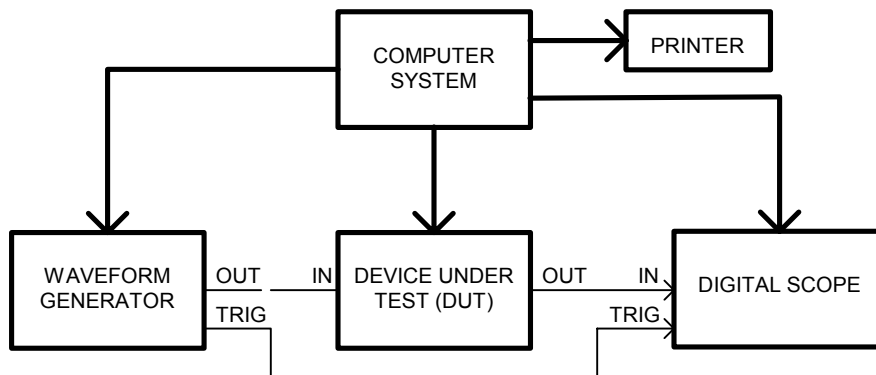 COMPUTER
SYSTEM
PRINTER
WAVEFORM
GENERATOR
OUT
IN
TRIG
DEVICE UNDER
TEST (DUT)
OUT
IN
TRIG
DIGITAL SCOPE